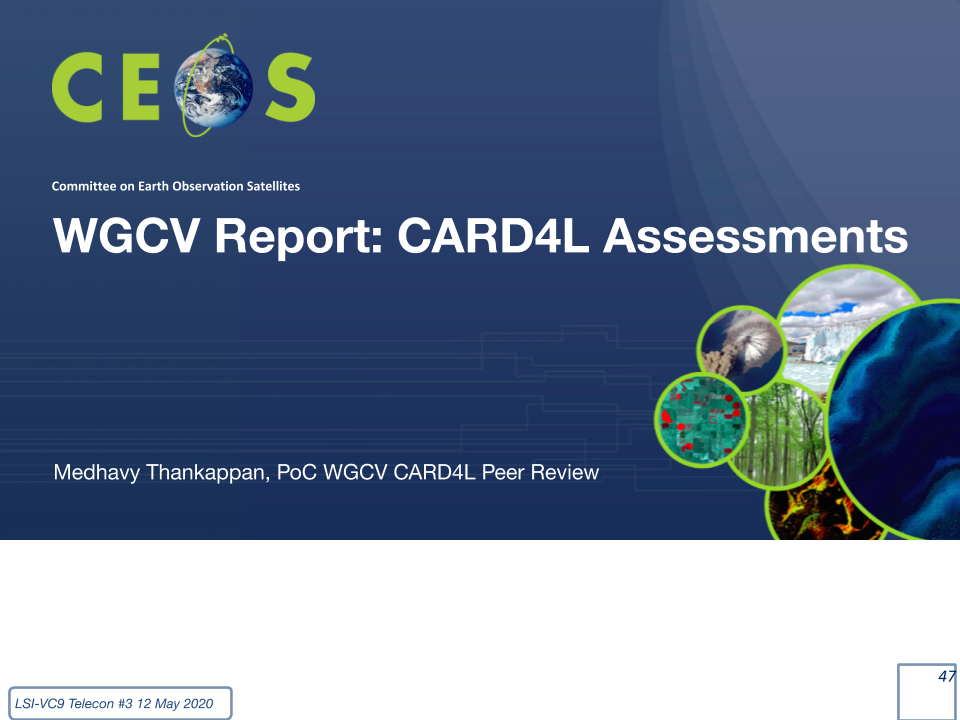 CEOS
Committee on Earth Observation Satellites
WGCV Report: CARD4L Assessments
Medhavy Thankappan, PoC WGCV CARD4L Peer Review
47
LSI-VC9 Telecon #3 12 May 2020